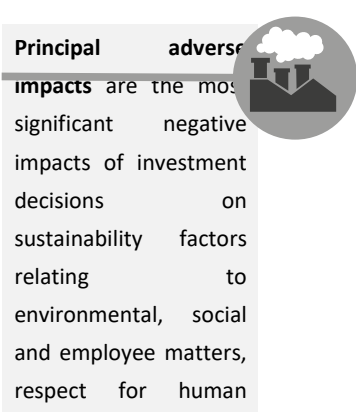 Principal adverse
impacts are the most
significant negative
impacts of investment
decisions on
sustainability factors
relating to
environmental, social
and employee matters,
respect for human